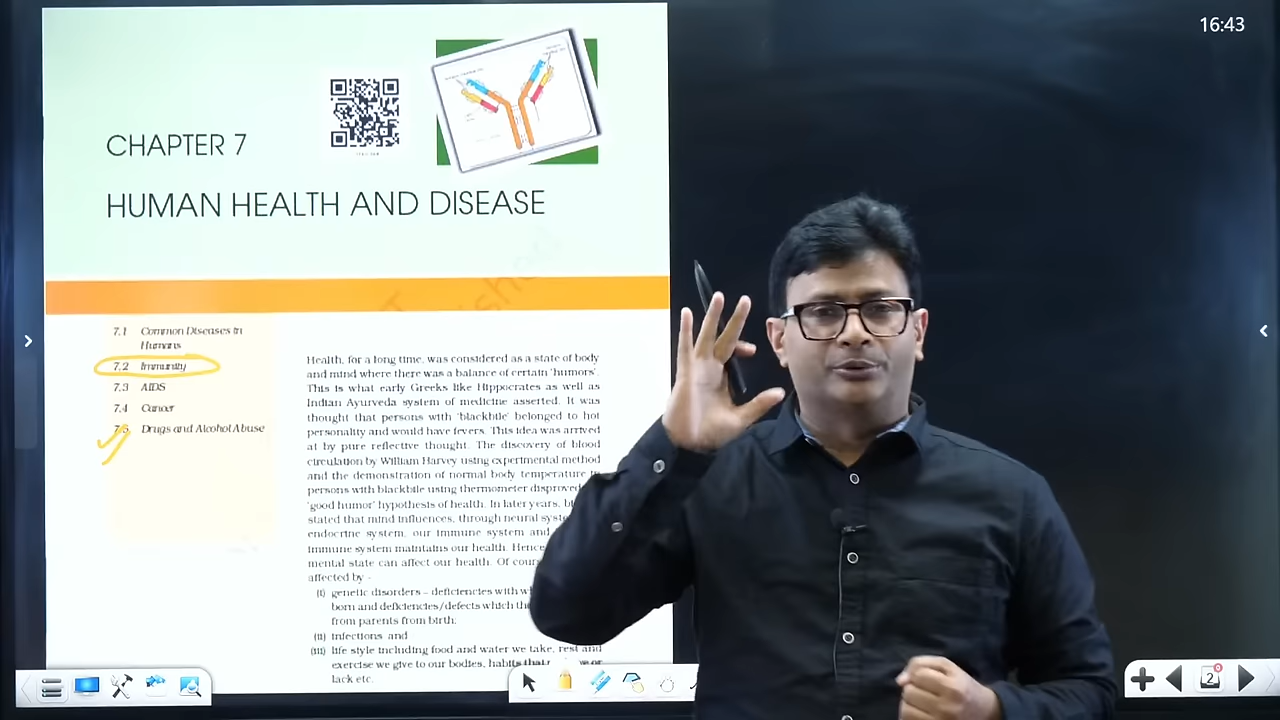 16:43
CHAPTER 7
HUMAN HEALTH AND DISEASE
7.1 Common Diseases in
Humans
7.2 Immunity
7.3 AIDS
7.4 Cancer
7.5 Drugs and Alcohol Abuse
Health, for a long time, was considered as a state of body
and mind where there was a balance of certain 'humors'.
This is what early Greeks like Hippocrates as well as
Indian Ayurveda system of medicine asserted. It was
thought that persons with 'blackbile' belonged to hot
personality and would have fevers. This idea was arrived
at by pure reflective thought. The discovery of blood
circulation by William Harvey using experimental method
and the demonstration of normal body temperature in
persons with blackbile using thermometer disproved
'good humor' hypothesis of health. In later years,
stated that mind influences, through neural
endocrine system, our immune system and
immune system maintains our health. Hence
mental state can affect our health. Of
affected by –
(i) genetic disorders – deficiencies with
born and deficiencies/defects which
from parents from birth;
(ii) infections and
(iii) life style including food and water we take, rest and
exercise we give to our bodies, habits that
lack etc.
2